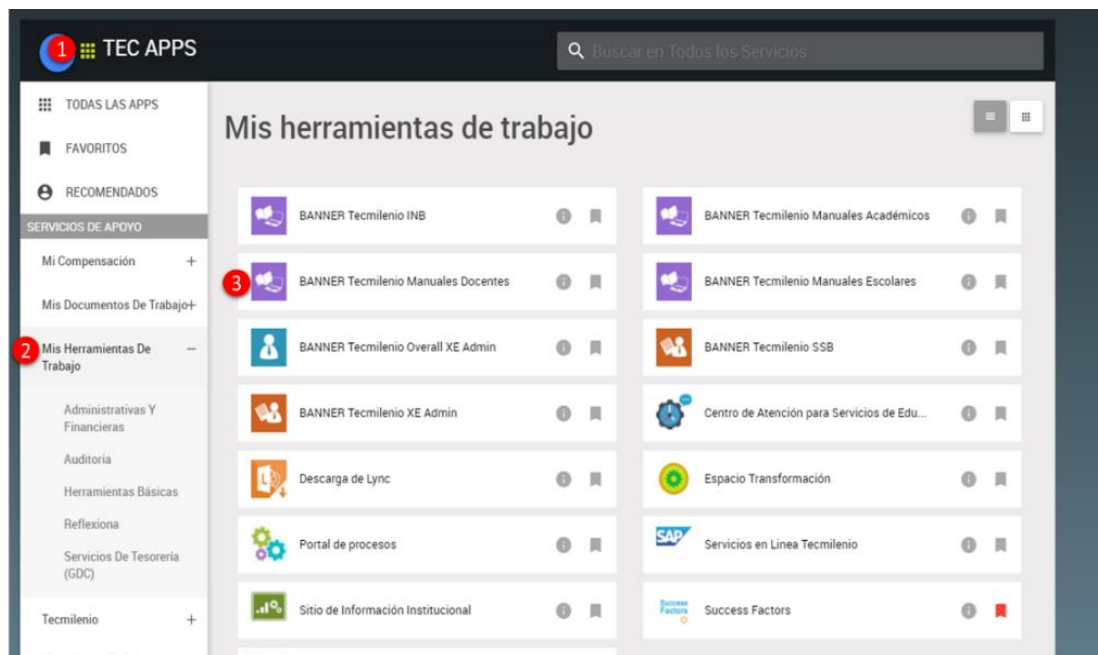 1 TEC APPS
Buscar en Todos los Servicios
TODAS LAS APPS
FAVORITOS
RECOMENDADOS
SERVICIOS DE APOYO
Mi Compensación +
Mis Documentos De Trabajo+
2 Mis Herramientas De –
Trabajo
Administrativas Y
Financieras
Auditoria
Herramientas Básicas
Reflexiona
Servicios De Tesorería
(GDC)
Tecmilenio +
Mis herramientas de trabajo
BANNER Tecmilenio INB
BANNER Tecmilenio Manuales Académicos
3 BANNER Tecmilenio Manuales Docentes
BANNER Tecmilenio Manuales Escolares
BANNER Tecmilenio Overall XE Admin
BANNER Tecmilenio SSB
BANNER Tecmilenio XE Admin
Centro de Atención para Servicios de Edu...
Descarga de Lync
Espacio Transformación
Portal de procesos
SAP
Servicios en Linea Tecmilenio
Sitio de Información Institucional
Success
Factors
Success Factors